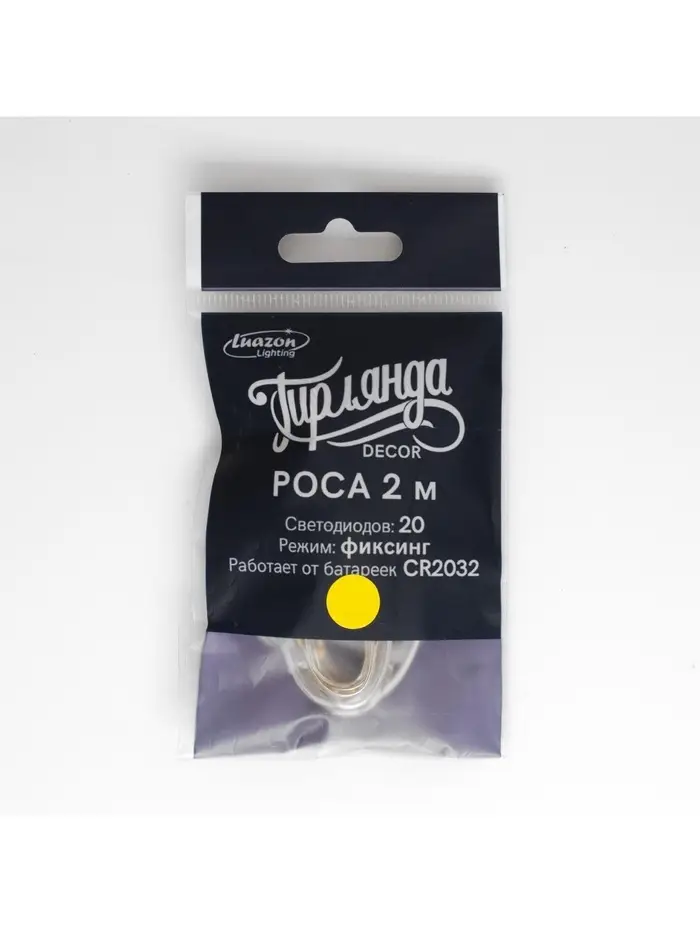 Luazon
Lighting
Гирлянда
DECOR
РОСА 2 м
Светодиодов: 20
Режим: фиксинг
Работает от батареек CR2032